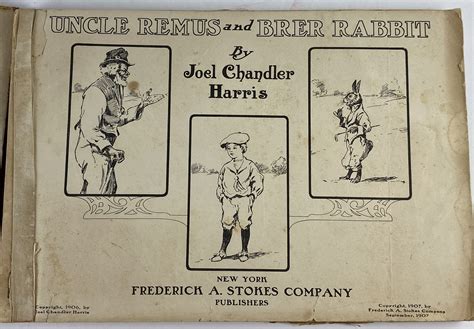 UNCLE REMUS and BRER RABBIT
By
Joel Chandler
Harris
NEW YORK
FREDERICK A. STOKES COMPANY
PUBLISHERS
Copyright, 1906, by
Joel Chandler Harris
Copyright, 1907, by
Frederick A. Stokes Company
September, 1907